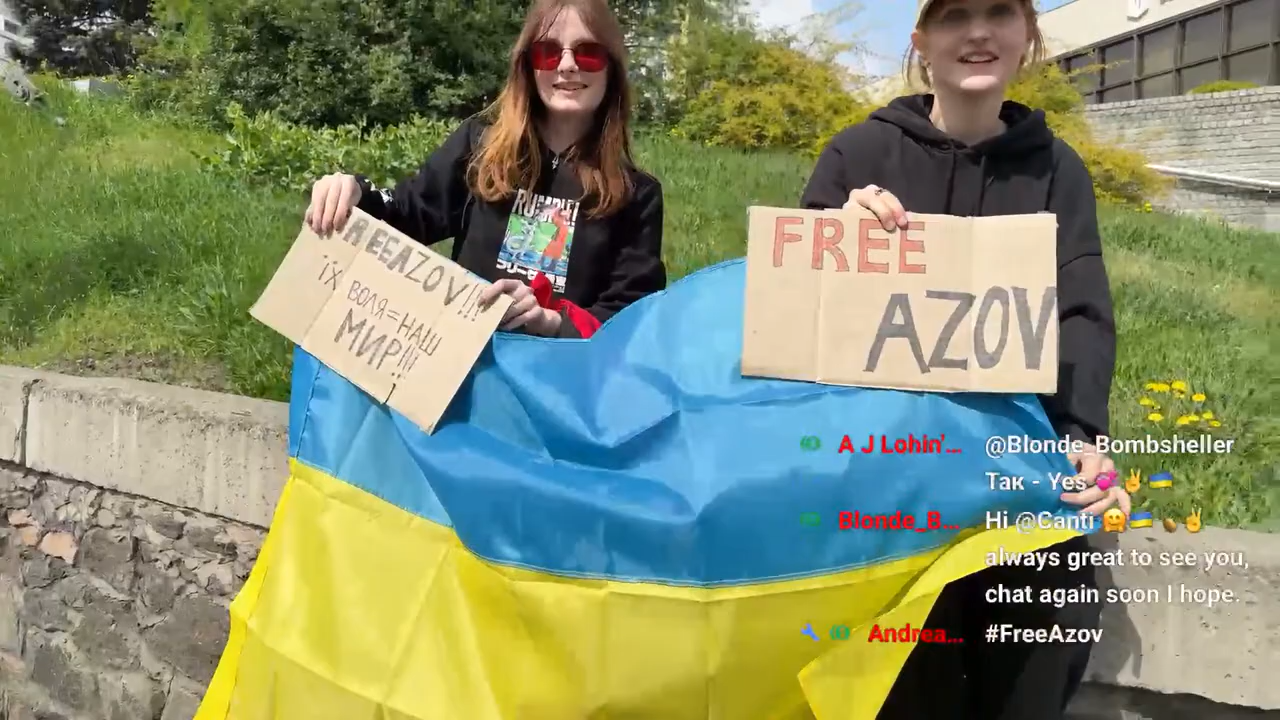 FREEAZOV!!!
ЇХ ВОЛЯ=НАШ
МИР!!!
FREE
AZOV
A J Lohin'...
@Blonde_Bombsheller
Так - Yes 💕✌️🇺🇦
Blonde_B...
Hi @Canti 🤗🇺🇦✌️
always great to see you,
chat again soon I hope.
Andrea...
#FreeAzov